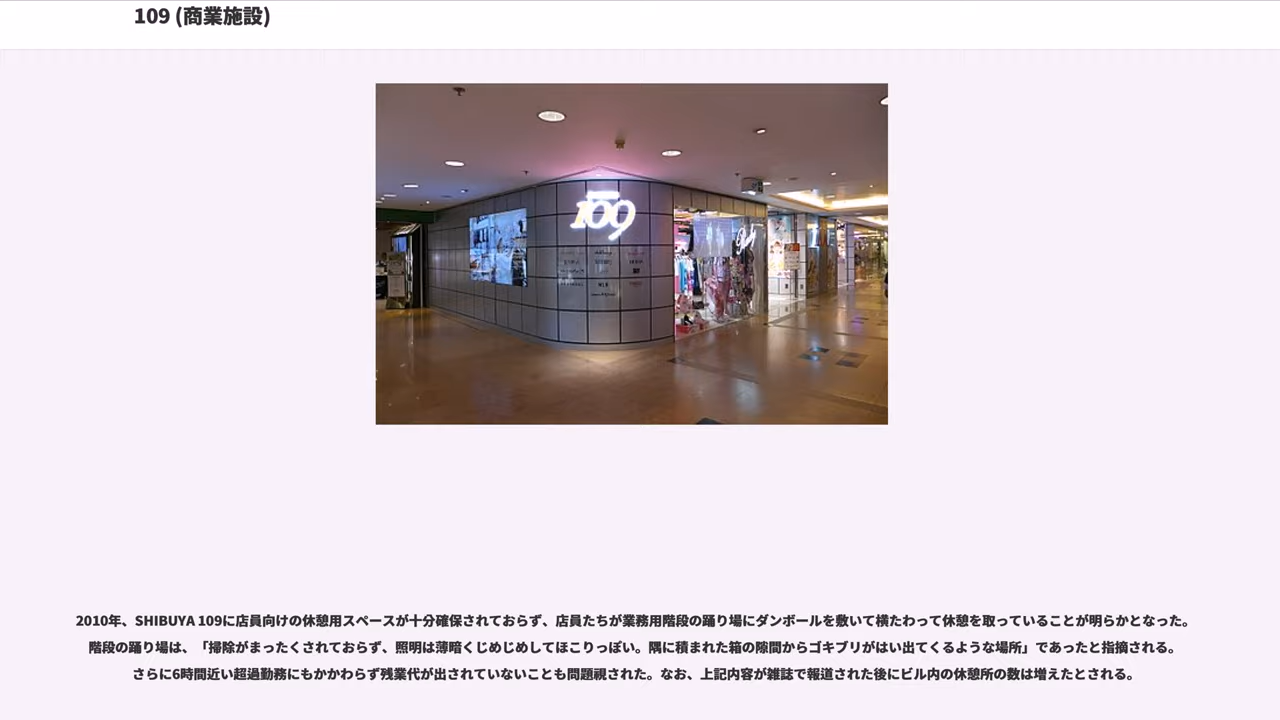 109 (商業施設)
109
2010年、SHIBUYA 109に店員向けの休憩用スペースが十分確保されておらず、店員たちが業務用階段の踊り場にダンボールを敷いて横たわって休憩を取っていることが明らかとなった。
階段の踊り場は、「掃除がまったくされておらず、照明は薄暗くじめじめしてほこりっぽい。隅に積まれた箱の隙間からゴキブリがはい出てくるような場所」であったと指摘される。
さらに6時間近い超過勤務にもかかわらず残業代が出されていないことも問題視された。なお、上記内容が雑誌で報道された後にビル内の休憩所の数は増えたとされる。